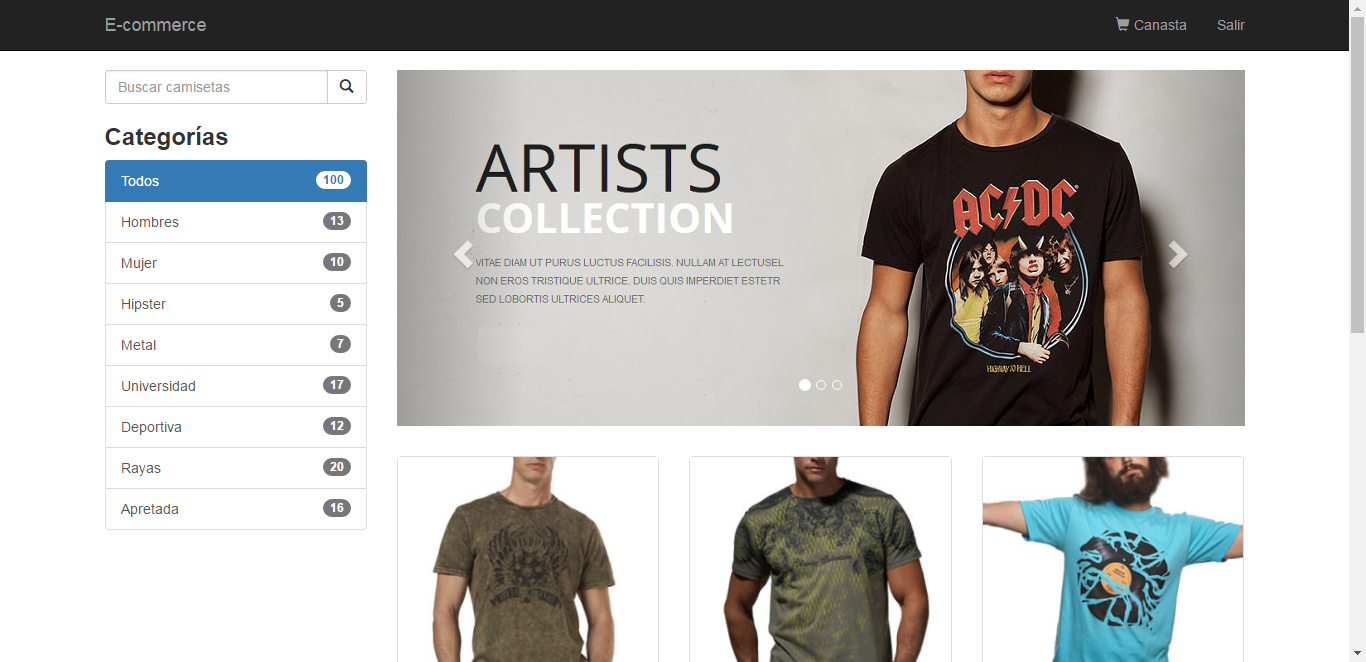 E-commerce
Canasta
Salir
Buscar camisetas
Categorías
Todos 100
Hombres 13
Mujer 10
Hipster 5
Metal 7
Universidad 17
Deportiva 12
Rayas 20
Apretada 16
ARTISTS
COLLECTION
VITAE DIAM UT PURUS LUCTUS FACILISIS. NULLAM AT LECTUSEL
NON EROS TRISTIQUE ULTRICE. DUIS QUIS IMPERDIET ESTETR
SED LOBORTIS ULTRICES ALIQUET.
AC DC
HIGHWAY TO HELL